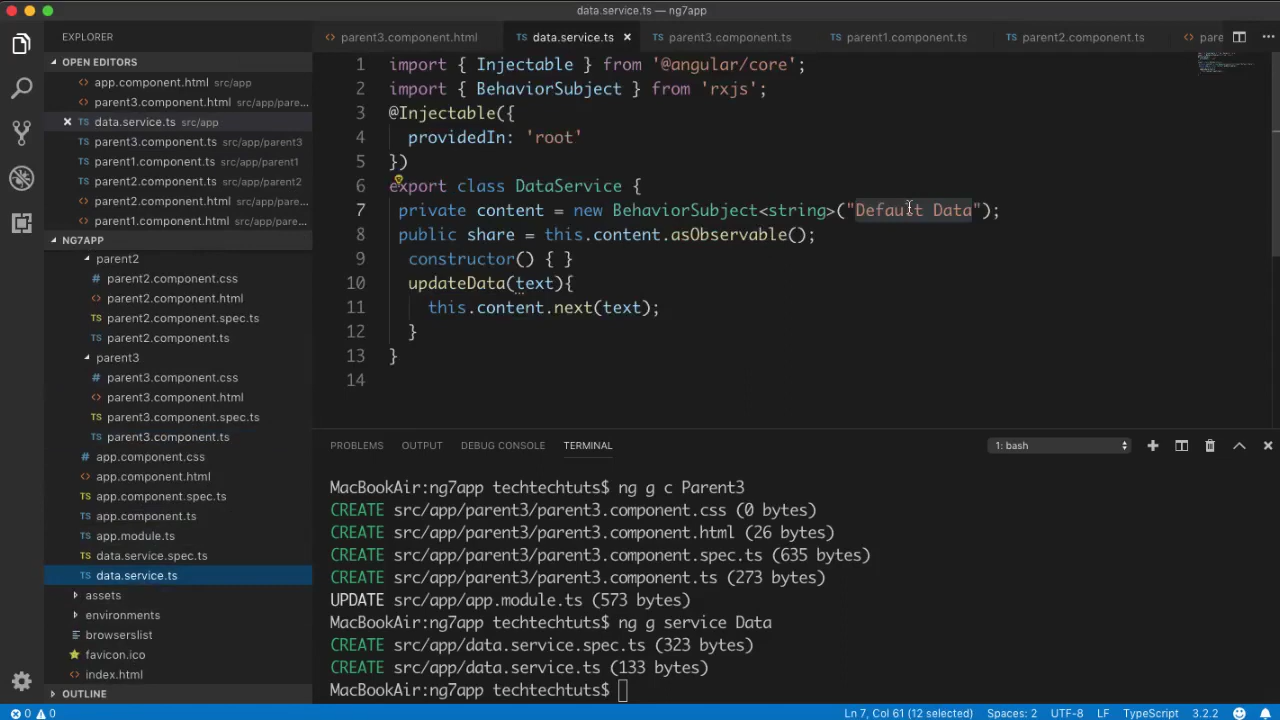 data.service.ts — ng7app
EXPLORER
OPEN EDITORS
app.component.html src/app
parent3.component.html src/app/pare...
data.service.ts src/app
TS parent3.component.ts src/app/parent3
TS parent1.component.ts src/app/parent1
TS parent2.component.ts src/app/parent2
parent2.component.html src/app/pare...
parent1.component.html src/app/pare...
NG7APP
parent2
# parent2.component.css
parent2.component.html
TS parent2.component.spec.ts
TS parent2.component.ts
parent3
# parent3.component.css
parent3.component.html
TS parent3.component.spec.ts
TS parent3.component.ts
# app.component.css
app.component.html
TS app.component.spec.ts
TS app.component.ts
TS app.module.ts
TS data.service.spec.ts
TS data.service.ts
assets
environments
browserslist
favicon.ico
index.html
OUTLINE
parent3.component.html
TS data.service.ts
TS parent3.component.ts
TS parent1.component.ts
TS parent2.component.ts
pare
1 import { Injectable } from '@angular/core';
2 import { BehaviorSubject } from 'rxjs';
3 @Injectable({
4 providedIn: 'root'
5 })
6 export class DataService {
7 private content = new BehaviorSubject<string>("Default Data");
8 public share = this.content.asObservable();
9 constructor() { }
10 updateData(text){
11 this.content.next(text);
12 }
13 }
14
PROBLEMS OUTPUT DEBUG CONSOLE TERMINAL
1: bash
MacBookAir:ng7app techtechtuts$ ng g c Parent3
CREATE src/app/parent3/parent3.component.css (0 bytes)
CREATE src/app/parent3/parent3.component.html (26 bytes)
CREATE src/app/parent3/parent3.component.spec.ts (635 bytes)
CREATE src/app/parent3/parent3.component.ts (273 bytes)
UPDATE src/app/app.module.ts (573 bytes)
MacBookAir:ng7app techtechtuts$ ng g service Data
CREATE src/app/data.service.spec.ts (323 bytes)
CREATE src/app/data.service.ts (133 bytes)
MacBookAir:ng7app techtechtuts$
0 0 Ln 7, Col 61 (12 selected) Spaces: 2 UTF-8 LF TypeScript 3.2.2